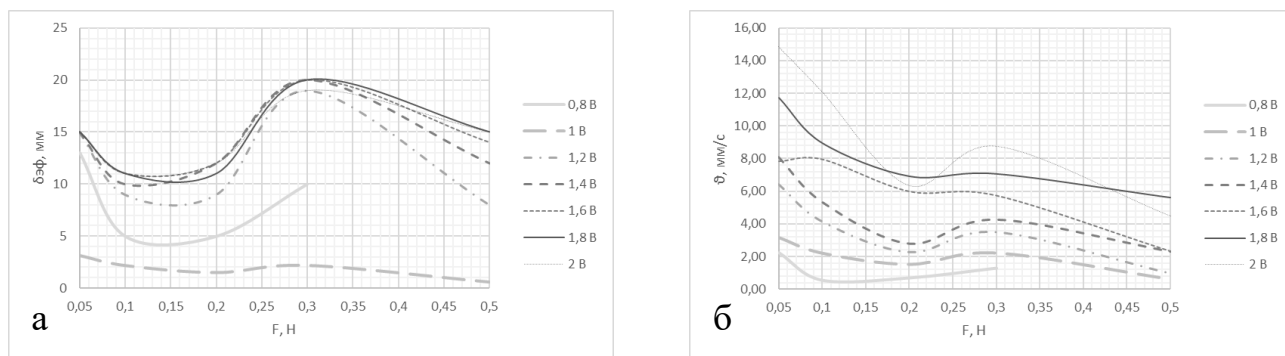 25
20
15
10
5
0
δэф, мм
0,05 0,1 0,15 0,2 0,25 0,3 0,35 0,4 0,45 0,5
F, Н
0,8 В
1 В
1,2 В
1,4 В
1,6 В
1,8 В
2 В
а
16,00
14,00
12,00
10,00
8,00
6,00
4,00
2,00
0,00
ϑ, мм/с
0,05 0,1 0,15 0,2 0,25 0,3 0,35 0,4 0,45 0,5
F, Н
0,8 В
1 В
1,2 В
1,4 В
1,6 В
1,8 В
2 В
б